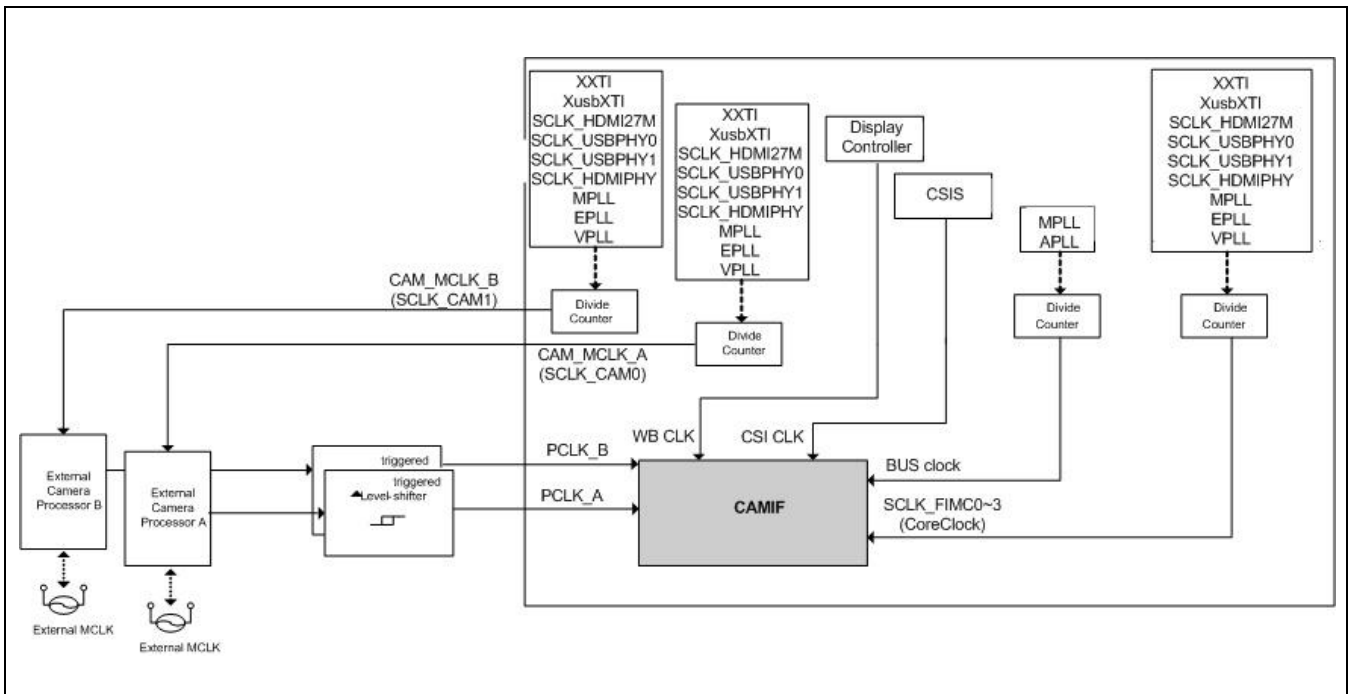 XXTI
XusbXTI
SCLK_HDMI27M
SCLK_USBPHY0
SCLK_USBPHY1
SCLK_HDMIPHY
MPLL
EPLL
VPLL
XXTI
XusbXTI
SCLK_HDMI27M
SCLK_USBPHY0
SCLK_USBPHY1
SCLK_HDMIPHY
MPLL
EPLL
VPLL
Display
Controller
CSIS
MPLL
APLL
XXTI
XusbXTI
SCLK_HDMI27M
SCLK_USBPHY0
SCLK_USBPHY1
SCLK_HDMIPHY
MPLL
EPLL
VPLL
CAM_MCLK_B
(SCLK_CAM1)
Divide
Counter
CAM_MCLK_A
(SCLK_CAM0)
Divide
Counter
Divide
Counter
Divide
Counter
WB CLK
CSI CLK
External
Camera
Processor B
External
Camera
Processor A
triggered
triggered
Level-shifter
PCLK_B
PCLK_A
CAMIF
BUS clock
SCLK_FIMC0~3
(CoreClock)
External MCLK
External MCLK